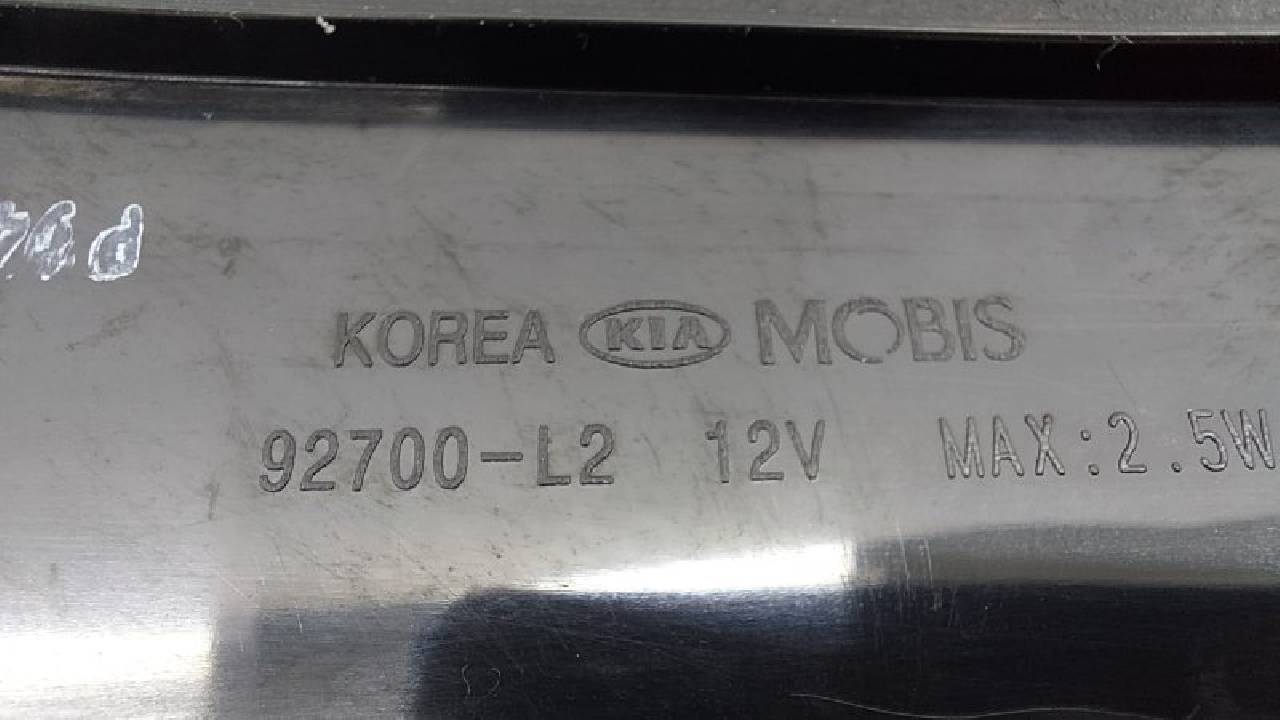 KOREA KIA MOBIS
92700-L2 12V MAX:2.5W